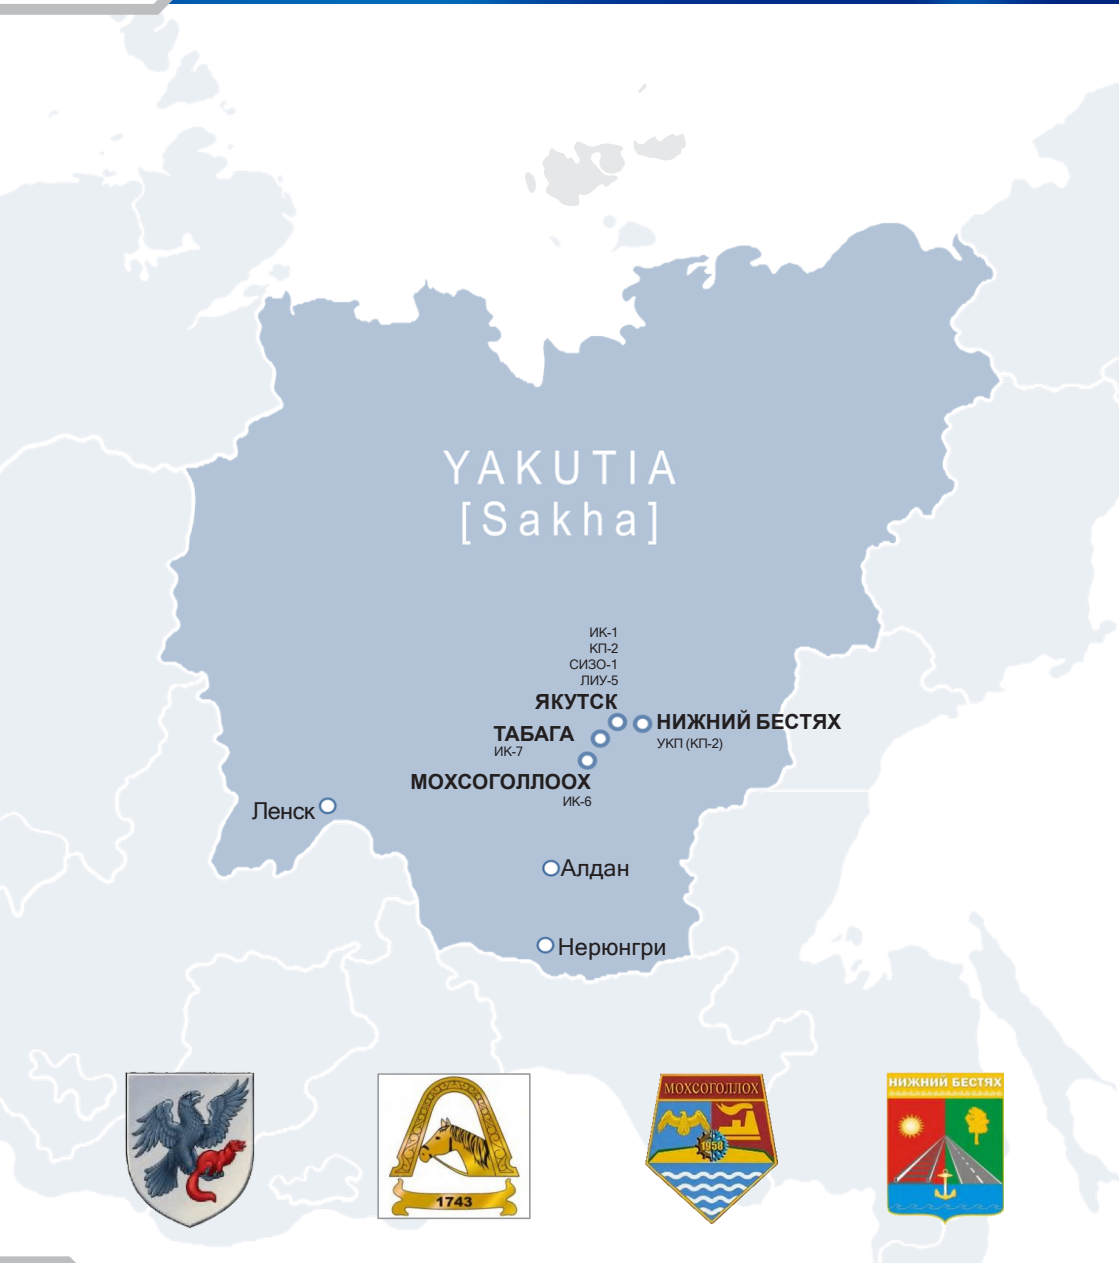 YAKUTIA
[Sakha]
ИК-1
КП-2
СИЗО-1
ЛИУ-5
ЯКУТСК
НИЖНИЙ БЕСТЯХ
УКП (КП-2)
ТАБАГА
ИК-7
МОХСОГОЛЛООХ
ИК-6
Ленск
Алдан
Нерюнгри
1743
МОХСОГОЛЛОХ
1958
НИЖНИЙ БЕСТЯХ